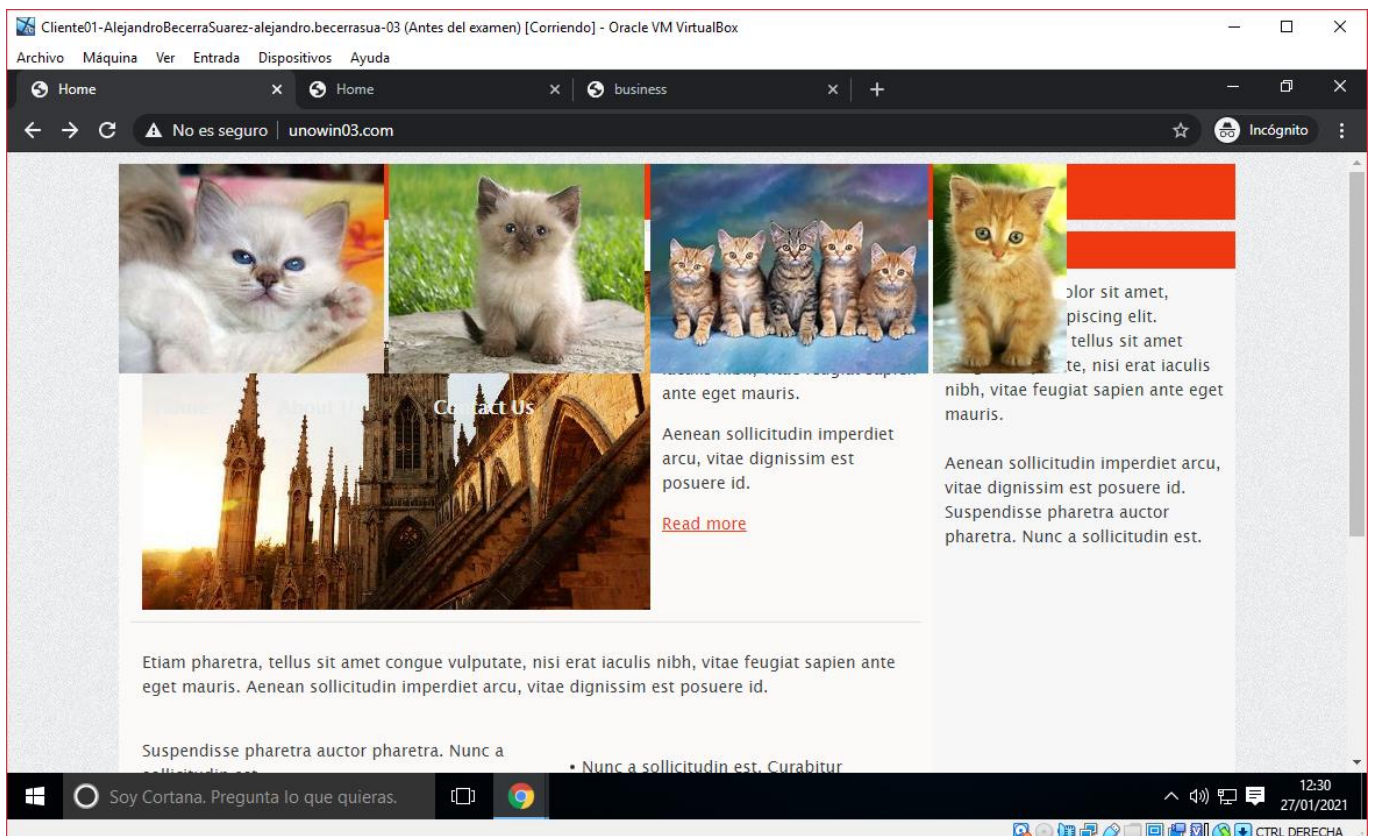 Cliente01-AlejandroBecerraSuarez-alejandro.becerrasua-03 (Antes del examen) [Corriendo] - Oracle VM VirtualBox
Archivo Máquina Ver Entrada Dispositivos Ayuda
Home Home business
No es seguro unowin03.com Incógnito
sit amet,
elit.
tellus sit amet
nisi erat iaculis
nibh, vitae feugiat sapien ante eget
mauris.
ante eget mauris.
Home About Us Contact Us
Aenean sollicitudin imperdiet
arcu, vitae dignissim est
posuere id.
Read more
Aenean sollicitudin imperdiet arcu,
vitae dignissim est posuere id.
Suspendisse pharetra auctor
pharetra. Nunc a sollicitudin est.
Etiam pharetra, tellus sit amet congue vulputate, nisi erat iaculis nibh, vitae feugiat sapien ante
eget mauris. Aenean sollicitudin imperdiet arcu, vitae dignissim est posuere id.
Suspendisse pharetra auctor pharetra. Nunc a
• Nunc a sollicitudin est. Curabitur
Soy Cortana. Pregunta lo que quieras.
12:30
27/01/2021
CTRL DERECHA